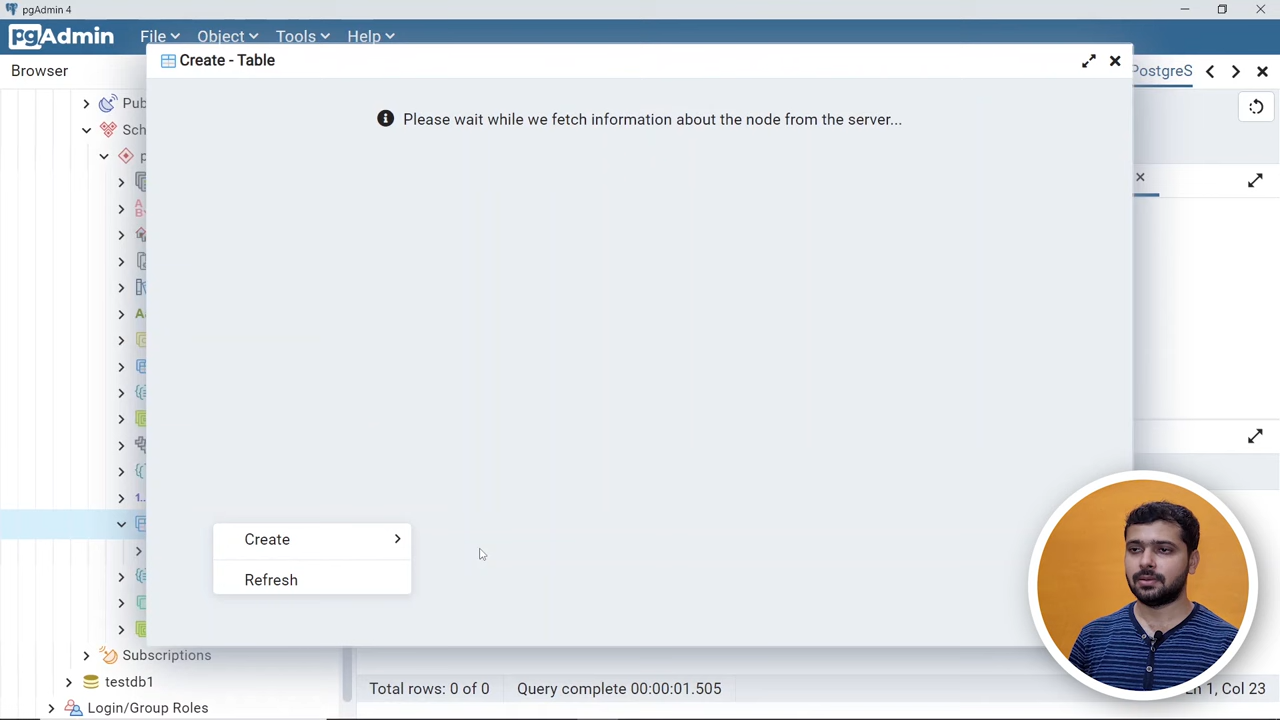 pgAdmin 4
pgAdmin File Object Tools Help
Browser
Create - Table
PostgreS
Please wait while we fetch information about the node from the server...
Pub
Sch
p
1..
Create
Refresh
Subscriptions
testdb1
Login/Group Roles
Total rows:
of 0
Query complete 00:00:01.505
Ln 1, Col 23